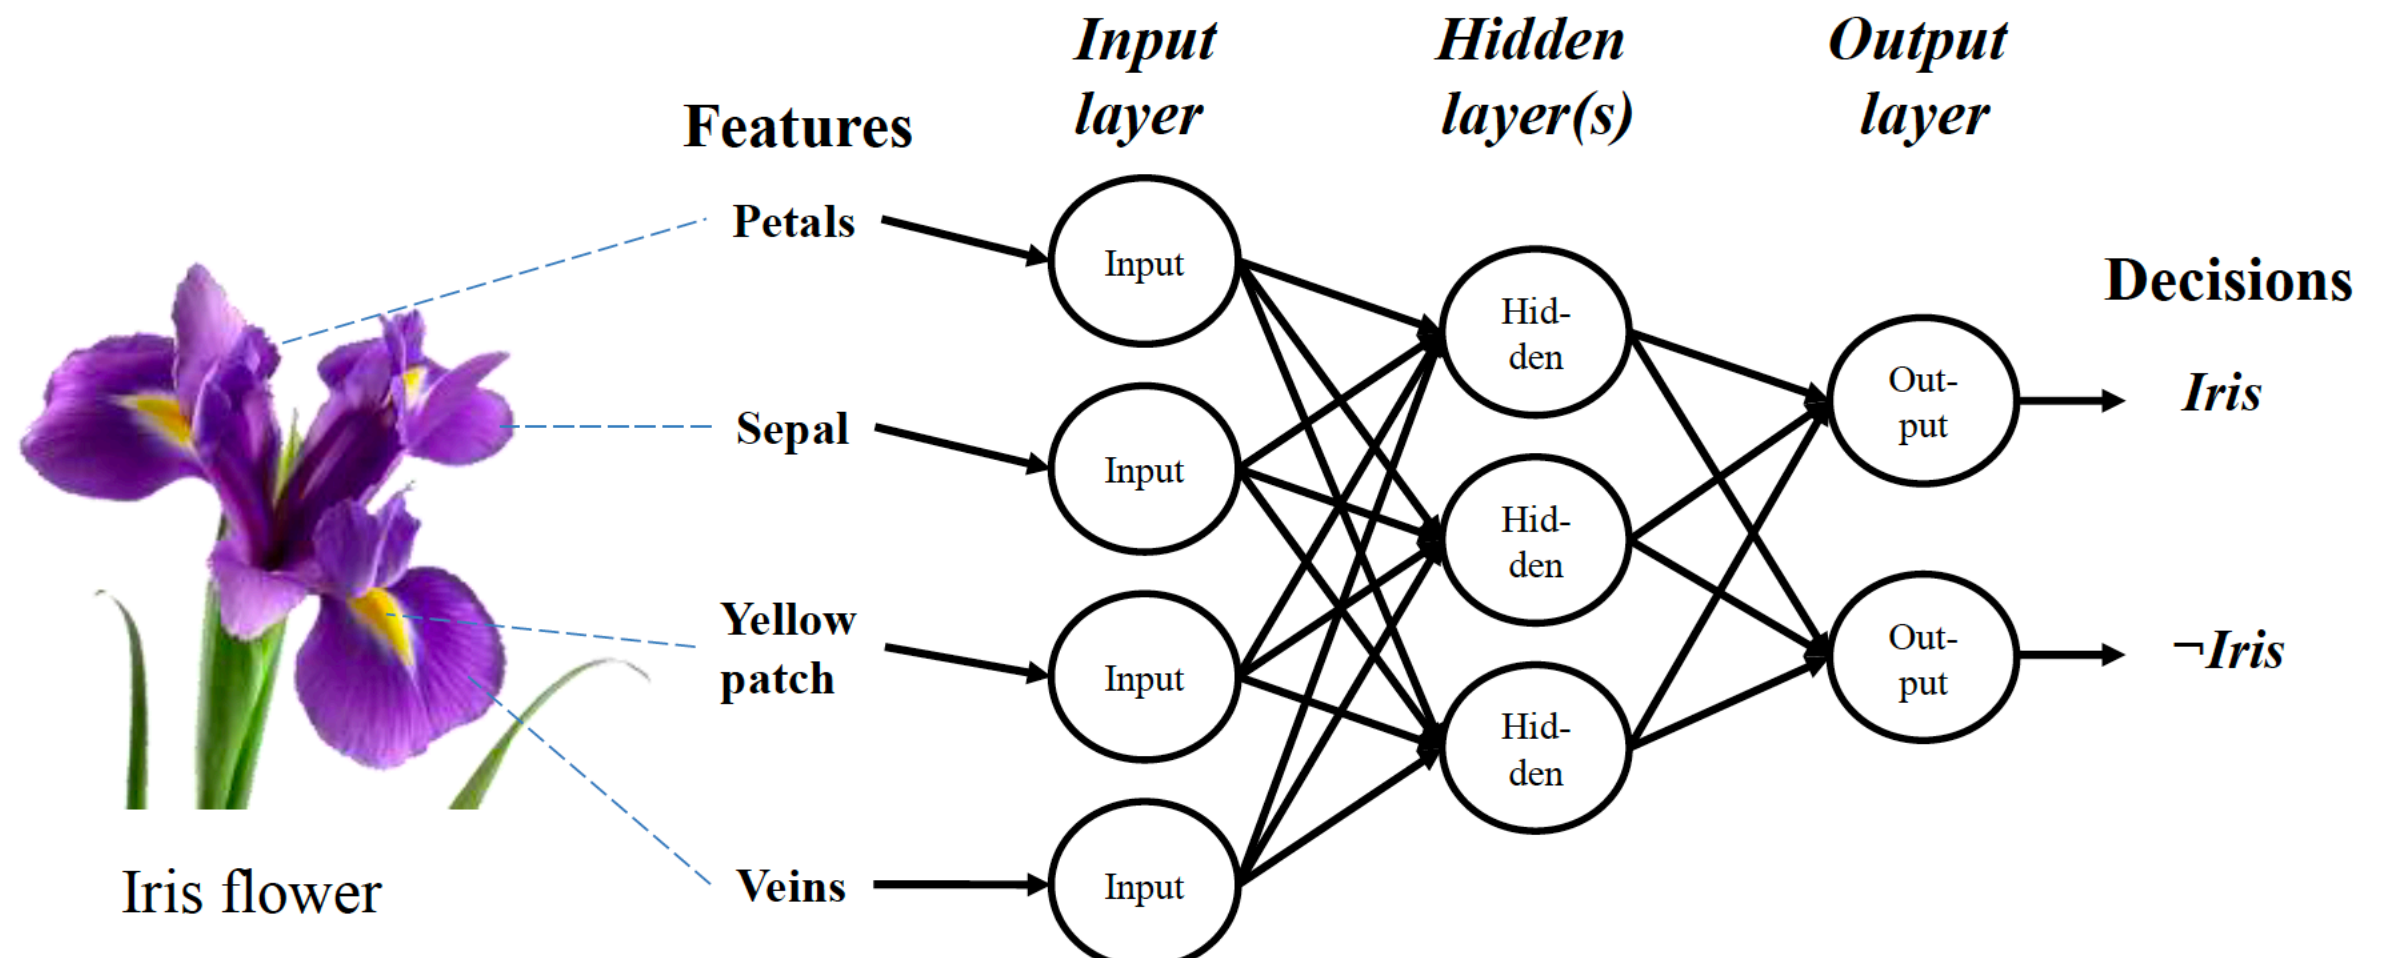 Input
layer
Hidden
layer(s)
Output
layer
Features
Petals
Sepal
Yellow
patch
Veins
Input
Input
Input
Input
Hid-
den
Hid-
den
Hid-
den
Out-
put
Out-
put
Decisions
Iris
¬Iris
Iris flower